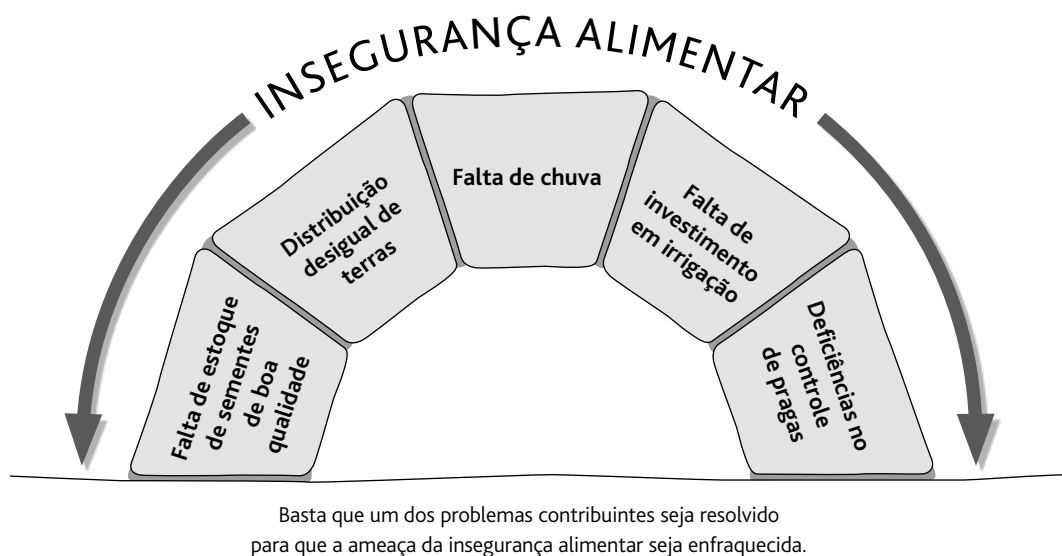 INSEGURANÇA ALIMENTAR
Falta de estoque
de sementes
de boa
qualidade
Distribuição
desigual de
terras
Falta de chuva
Falta de
investimento
em irrigação
Deficiências no
controle
de pragas
Basta que um dos problemas contribuintes seja resolvido
para que a ameaça da insegurança alimentar seja enfraquecida.